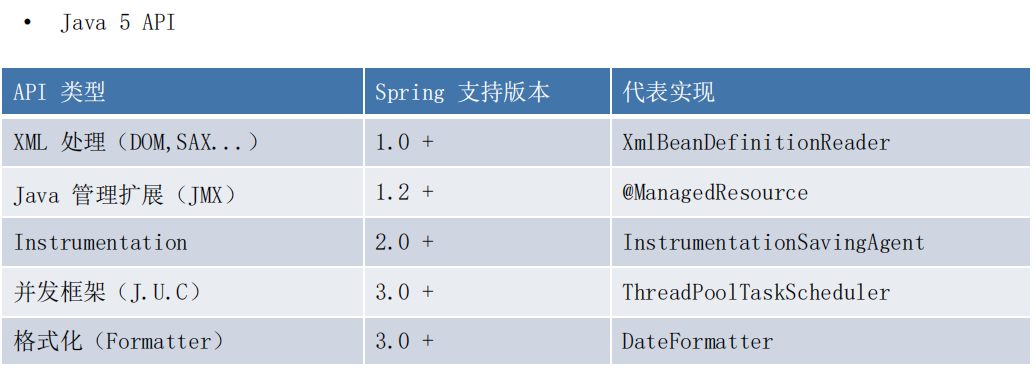 • Java 5 API
API 类型 Spring 支持版本 代表实现
XML 处理（DOM,SAX...） 1.0 + XmlBeanDefinitionReader
Java 管理扩展（JMX） 1.2 + @ManagedResource
Instrumentation 2.0 + InstrumentationSavingAgent
并发框架（J.U.C） 3.0 + ThreadPoolTaskScheduler
格式化（Formatter） 3.0 + DateFormatter